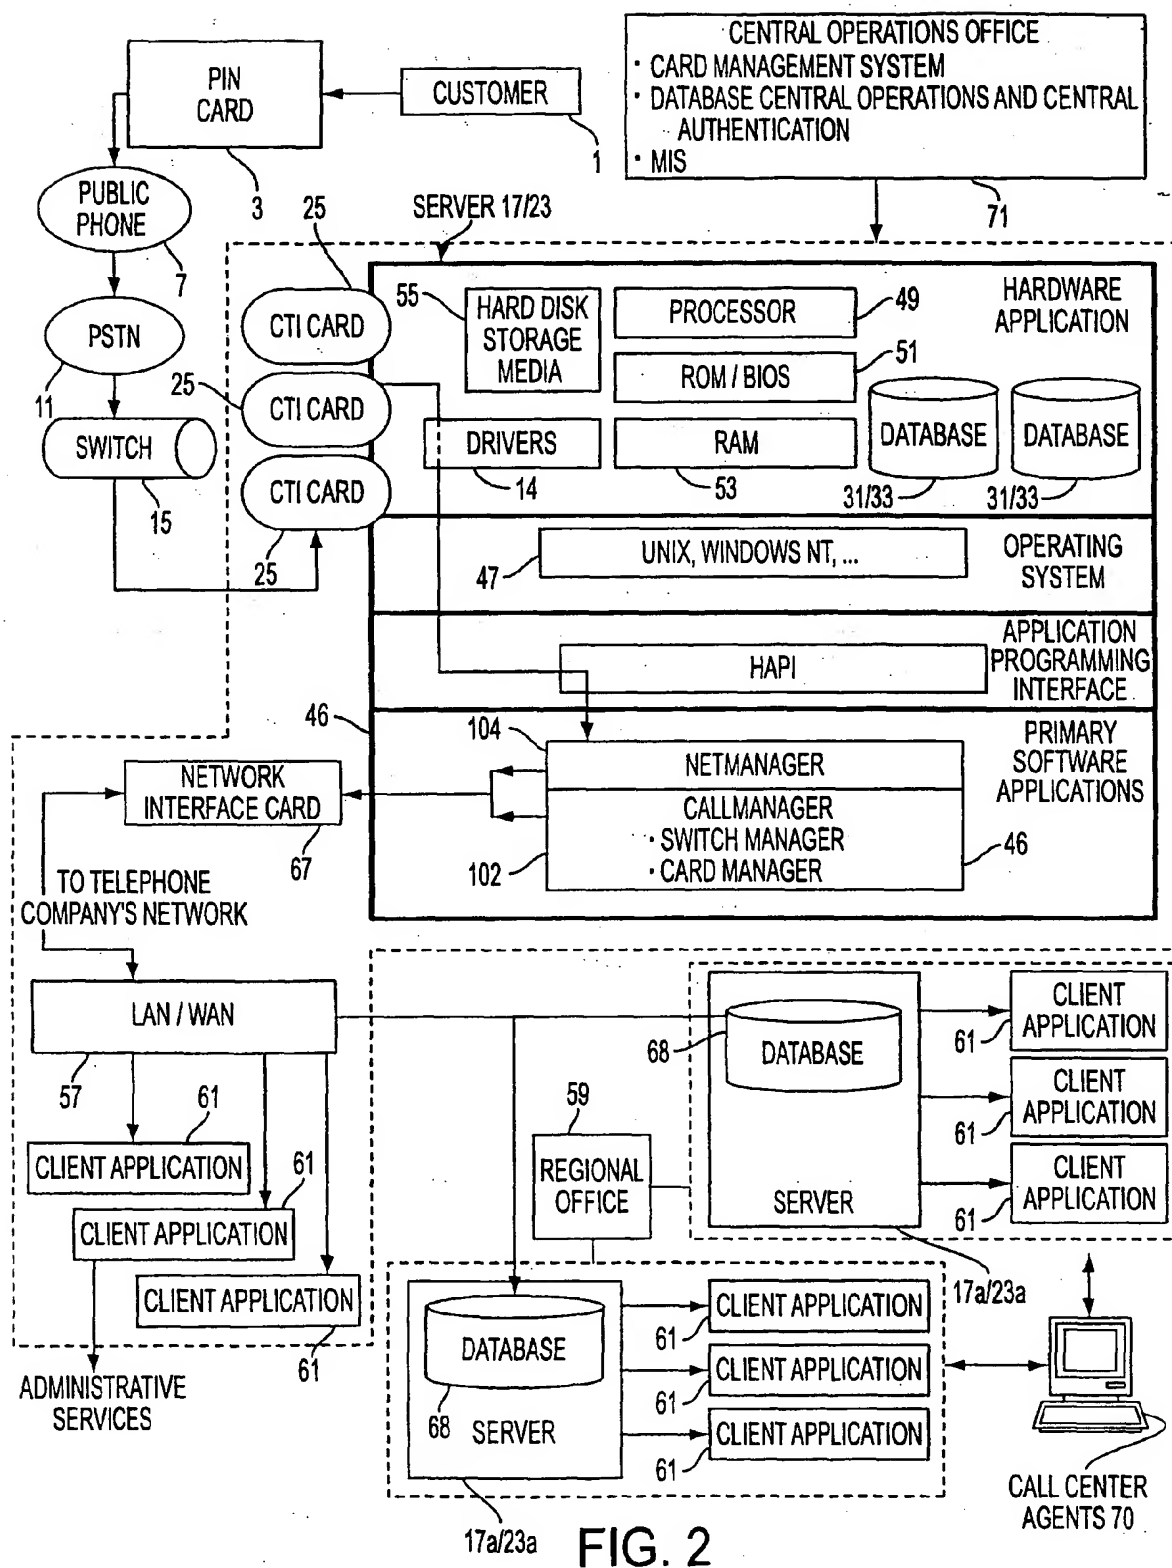 CENTRAL OPERATIONS OFFICE
· CARD MANAGEMENT SYSTEM
· DATABASE CENTRAL OPERATIONS AND CENTRAL
AUTHENTICATION
· MIS
71
PIN
CARD
3
CUSTOMER
1
PUBLIC
PHONE
7
PSTN
11
SWITCH
15
25
SERVER 17/23
CTI CARD
25
CTI CARD
CTI CARD
25
55
HARD DISK
STORAGE
MEDIA
PROCESSOR
49
HARDWARE
APPLICATION
ROM / BIOS
51
DRIVERS
14
RAM
53
DATABASE
31/33
DATABASE
31/33
47
UNIX, WINDOWS NT, ...
OPERATING
SYSTEM
HAPI
APPLICATION
PROGRAMMING
INTERFACE
46
104
NETMANAGER
CALLMANAGER
· SWITCH MANAGER
· CARD MANAGER
102
46
PRIMARY
SOFTWARE
APPLICATIONS
NETWORK
INTERFACE CARD
67
TO TELEPHONE
COMPANY'S NETWORK
LAN / WAN
57
61
CLIENT APPLICATION
61
CLIENT APPLICATION
CLIENT APPLICATION
61
ADMINISTRATIVE
SERVICES
68
DATABASE
SERVER
17a/23a
CLIENT
APPLICATION
61
CLIENT
APPLICATION
61
CLIENT
APPLICATION
61
59
REGIONAL
OFFICE
DATABASE
68
SERVER
17a/23a
CLIENT APPLICATION
61
CLIENT APPLICATION
61
CLIENT APPLICATION
61
CALL CENTER
AGENTS 70
FIG. 2